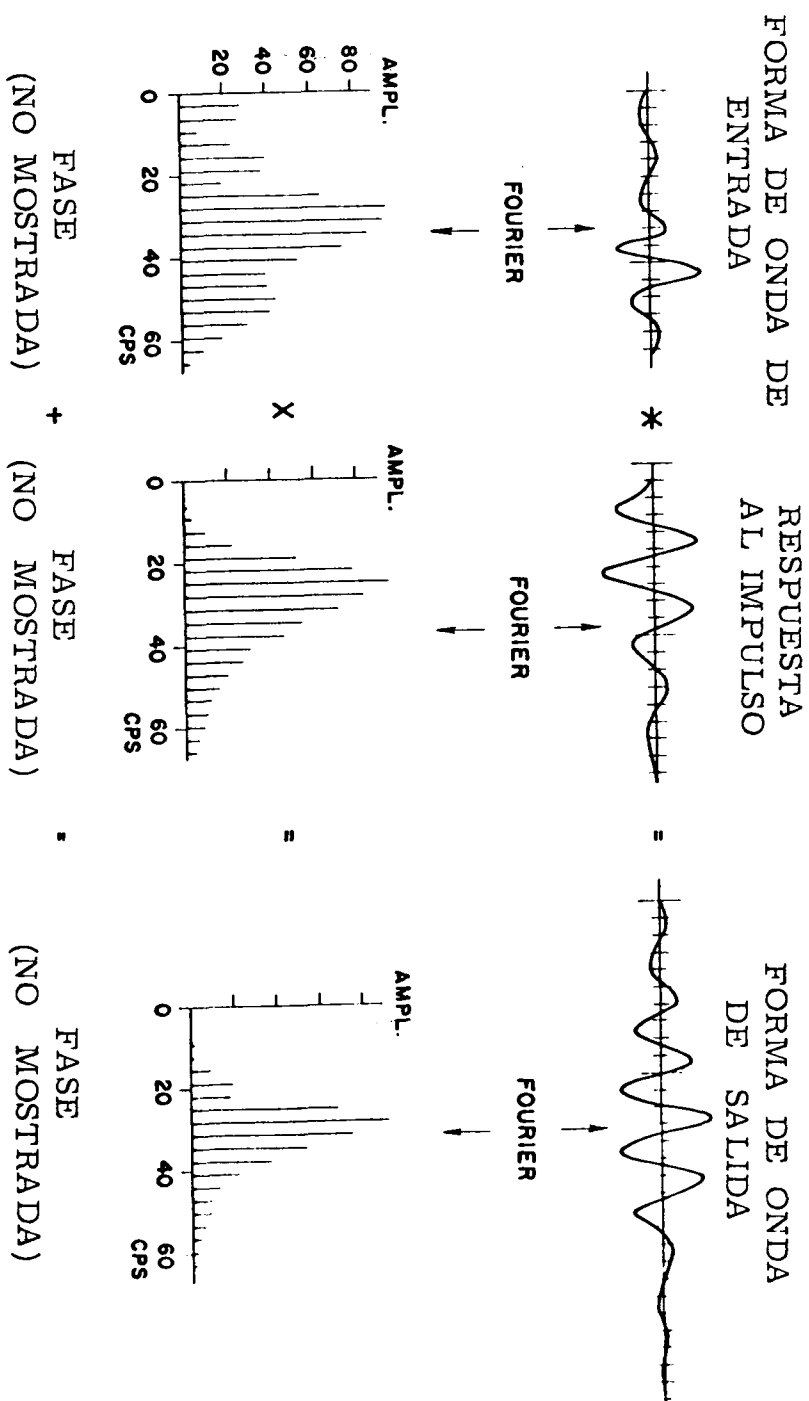 FORMA DE ONDA DE
ENTRADA
*
RESPUESTA
AL IMPULSO
=
FORMA DE ONDA
DE SALIDA
FOURIER
FOURIER
FOURIER
AMPL.
80
60
40
20
0 20 40 60
CPS
X
AMPL.
0 20 40 60
CPS
=
AMPL.
0 20 40 60
CPS
FASE
(NO MOSTRADA)
+
FASE
(NO MOSTRADA)
=
FASE
(NO MOSTRADA)